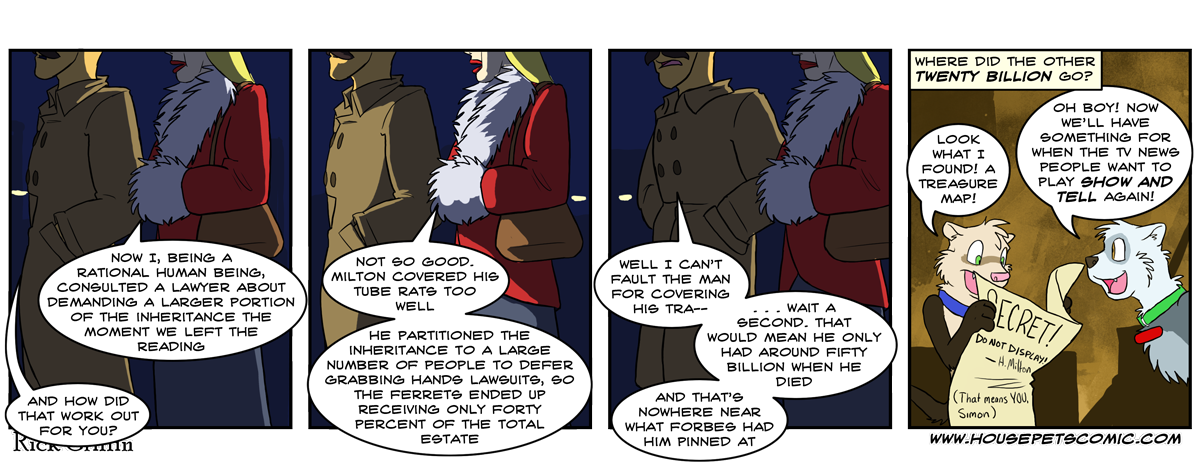 NOW I, BEING A
RATIONAL HUMAN BEING,
CONSULTED A LAWYER ABOUT
DEMANDING A LARGER PORTION
OF THE INHERITANCE THE
MOMENT WE LEFT THE
READING
AND HOW DID
THAT WORK OUT
FOR YOU?
Rick Griffin
NOT SO GOOD.
MILTON COVERED HIS
TUBE RATS TOO
WELL
HE PARTITIONED THE
INHERITANCE TO A LARGE
NUMBER OF PEOPLE TO DEFER
GRABBING HANDS LAWSUITS, SO
THE FERRETS ENDED UP
RECEIVING ONLY FORTY
PERCENT OF THE TOTAL
ESTATE
WELL I CAN'T
FAULT THE MAN
FOR COVERING
HIS TRA--
. . . WAIT A
SECOND. THAT
WOULD MEAN HE ONLY
HAD AROUND FIFTY
BILLION WHEN HE
DIED
AND THAT'S
NOWHERE NEAR
WHAT FORBES HAD
HIM PINNED AT
WHERE DID THE OTHER
TWENTY BILLION GO?
LOOK
WHAT I
FOUND! A
TREASURE
MAP!
OH BOY! NOW
WE'LL HAVE
SOMETHING FOR
WHEN THE TV NEWS
PEOPLE WANT TO
PLAY SHOW AND
TELL AGAIN!
SECRET!
DO NOT DISPLAY!
— H. Milton
(That means YOU,
Simon)
WWW.HOUSEPETSCOMIC.COM